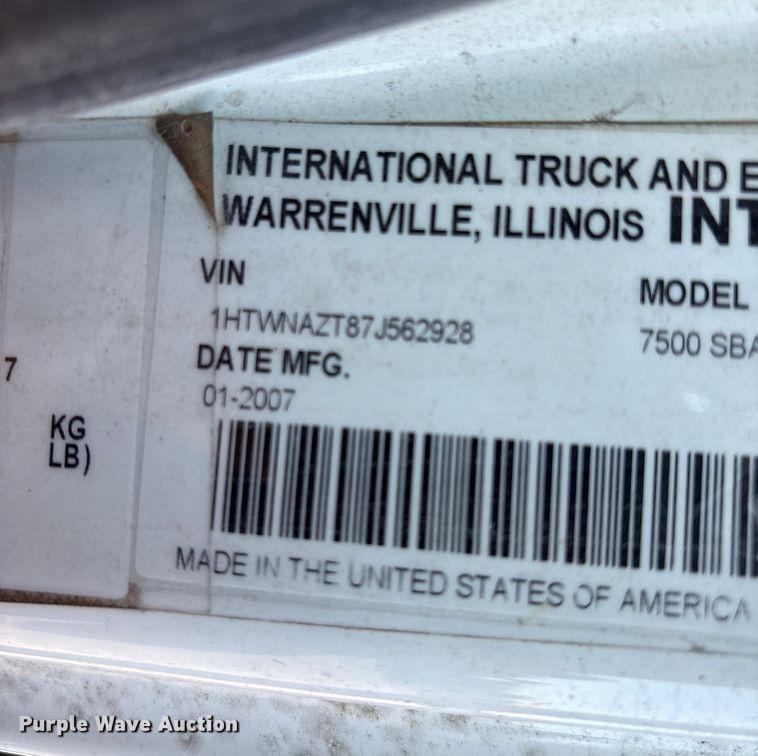 INTERNATIONAL TRUCK AND E
WARRENVILLE, ILLINOIS INT
VIN
1HTWNAZT87J562928
MODEL
7500 SBA
DATE MFG.
01-2007
7
KG
LB)
MADE IN THE UNITED STATES OF AMERICA
Purple Wave Auction